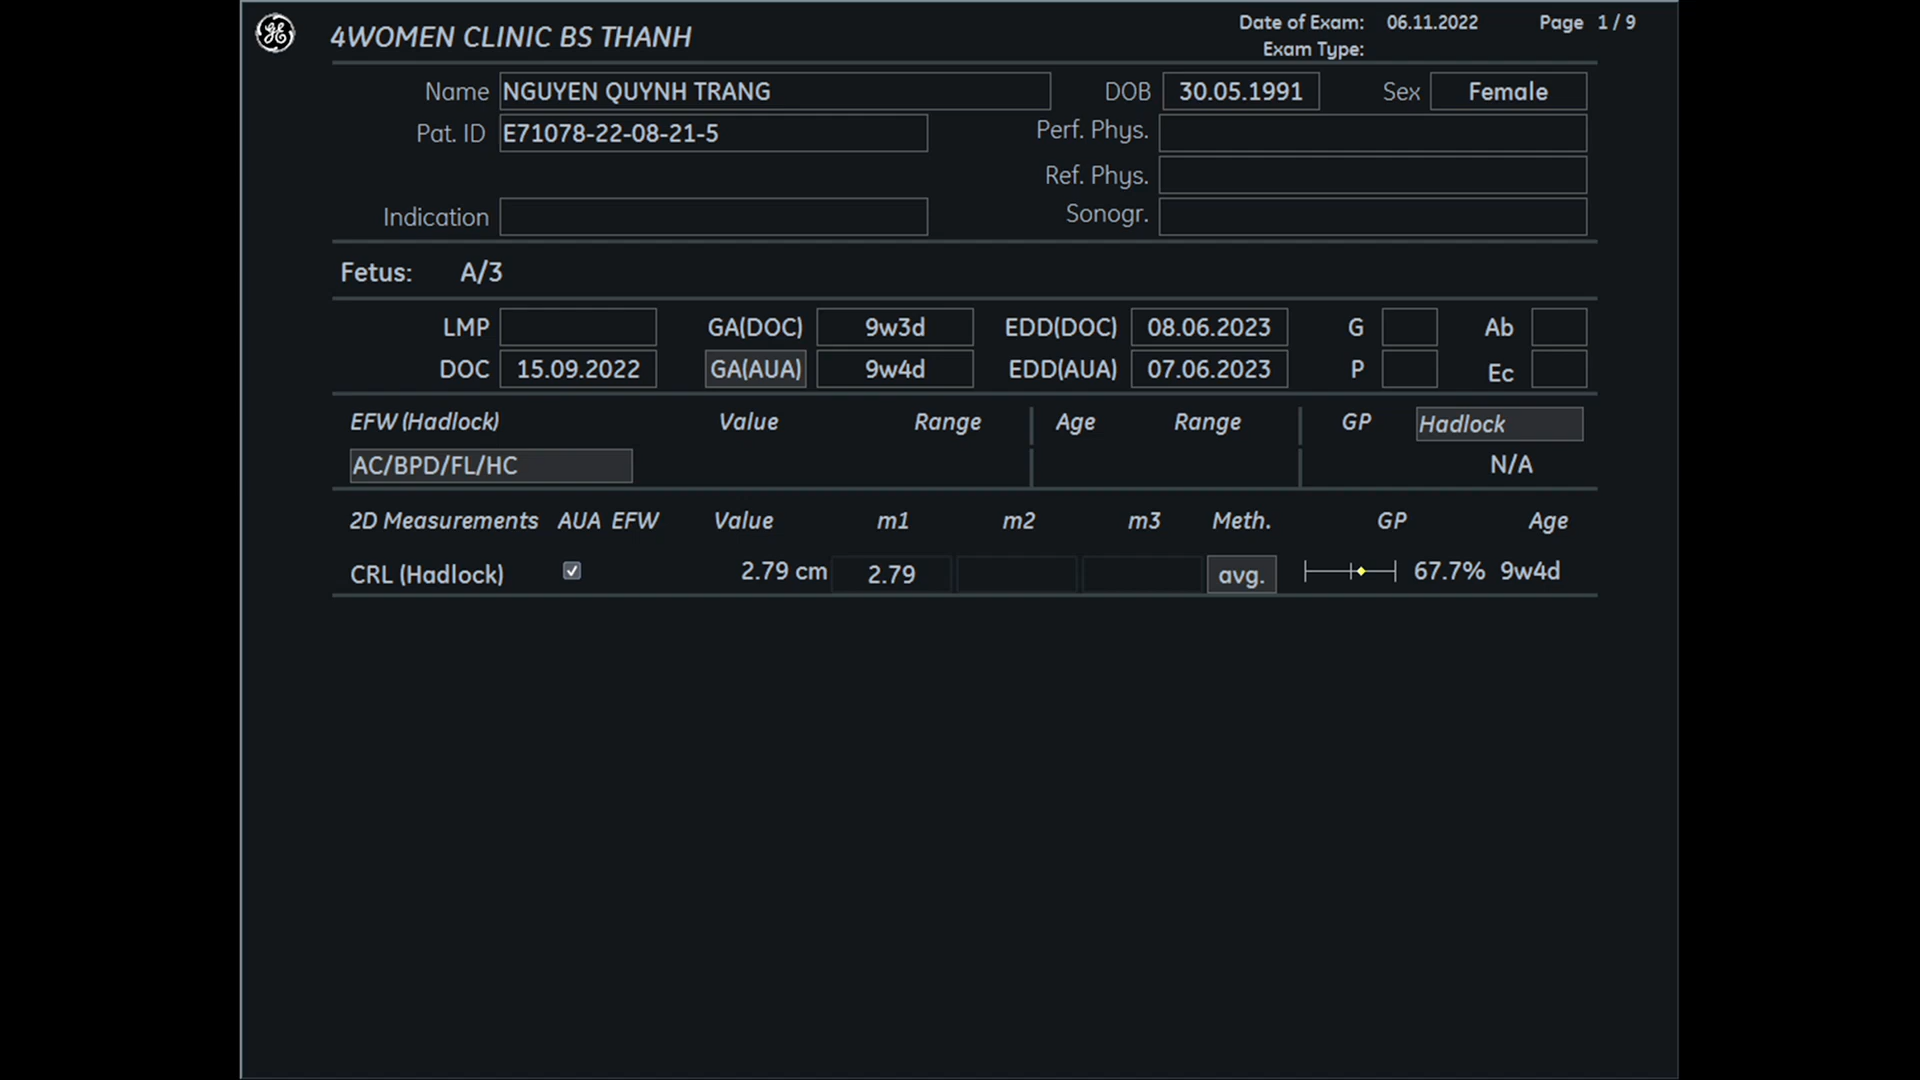 4WOMEN CLINIC BS THANH
Date of Exam: 06.11.2022 Page 1 / 9
Exam Type:
Name NGUYEN QUYNH TRANG DOB 30.05.1991 Sex Female
Pat. ID E71078-22-08-21-5 Perf. Phys.
Ref. Phys.
Indication Sonogr.
Fetus: A/3
LMP GA(DOC) 9w3d EDD(DOC) 08.06.2023 G Ab
DOC 15.09.2022 GA(AUA) 9w4d EDD(AUA) 07.06.2023 P Ec
EFW (Hadlock) Value Range Age Range GP Hadlock
AC/BPD/FL/HC N/A
2D Measurements AUA EFW Value m1 m2 m3 Meth. GP Age
CRL (Hadlock) 2.79 cm 2.79 avg. 67.7% 9w4d